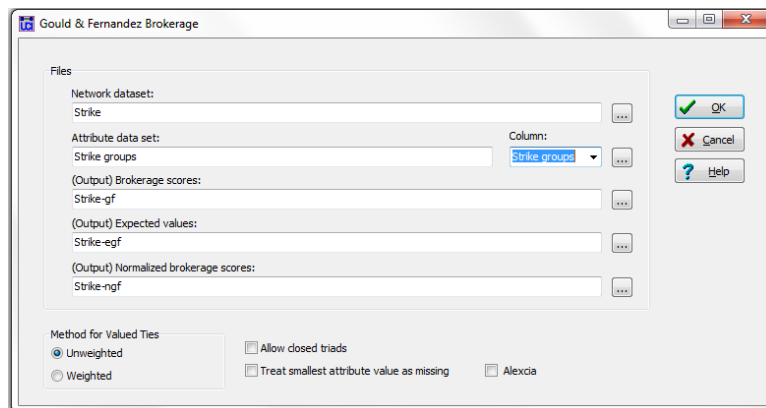 Gould & Fernandez Brokerage
Files
Network dataset:
Strike
...
Attribute data set:
Column:
Strike groups
Strike groups
...
(Output) Brokerage scores:
Strike-gf
...
(Output) Expected values:
Strike-egf
...
(Output) Normalized brokerage scores:
Strike-ngf
...
OK
Cancel
? Help
Method for Valued Ties
Unweighted
Weighted
Allow closed triads
Treat smallest attribute value as missing
Alexcia